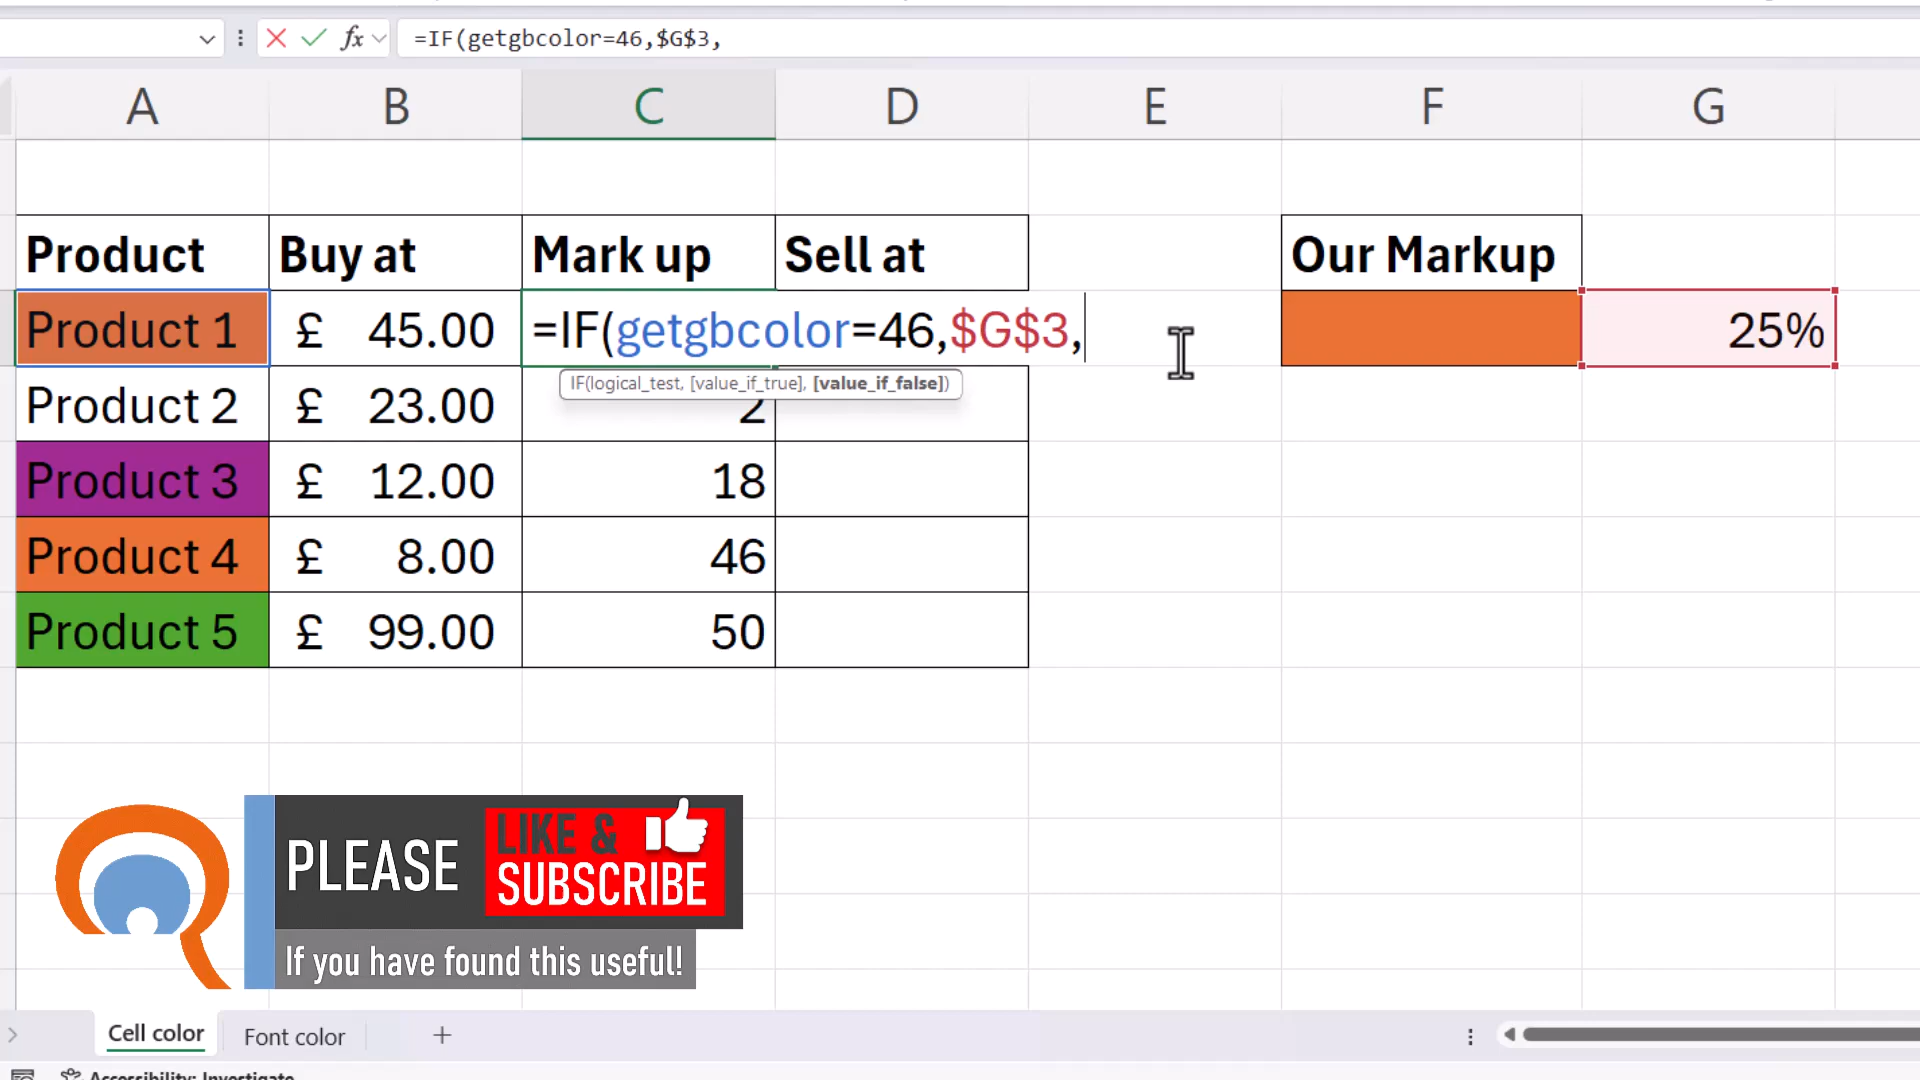 =IF(getgbcolor=46,$G$3,
A B C D E F G
Product Buy at Mark up Sell at Our Markup
Product 1 £ 45.00 =IF(getgbcolor=46,$G$3, 25%
IF(logical_test, [value_if_true], [value_if_false])
Product 2 £ 23.00 2
Product 3 £ 12.00 18
Product 4 £ 8.00 46
Product 5 £ 99.00 50
PLEASE LIKE & SUBSCRIBE
If you have found this useful!
Cell color Font color
Accessibility: Investigate